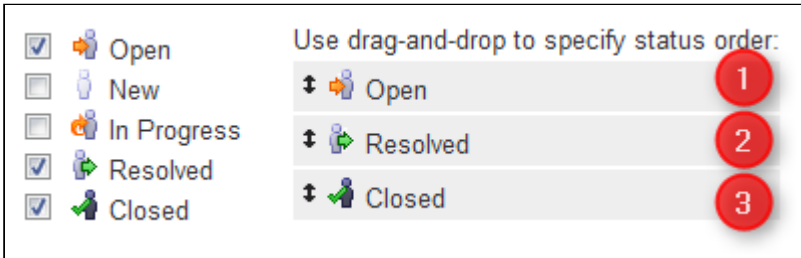 Open
New
In Progress
Resolved
Closed
Use drag-and-drop to specify status order:
Open 1
Resolved 2
Closed 3